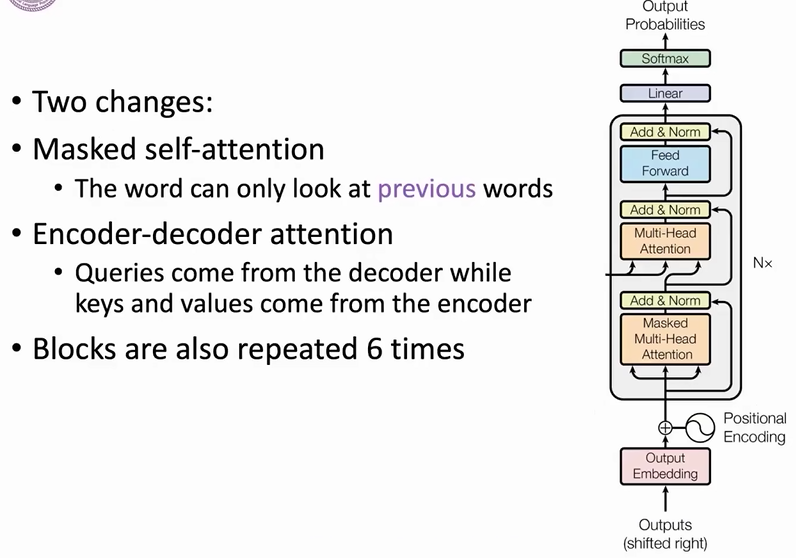 • Two changes:
• Masked self-attention
• The word can only look at previous words
• Encoder-decoder attention
• Queries come from the decoder while
keys and values come from the encoder
• Blocks are also repeated 6 times
Output
Probabilities
Softmax
Linear
Add & Norm
Feed
Forward
Add & Norm
Multi-Head
Attention
Nx
Add & Norm
Masked
Multi-Head
Attention
Positional
Encoding
Output
Embedding
Outputs
(shifted right)